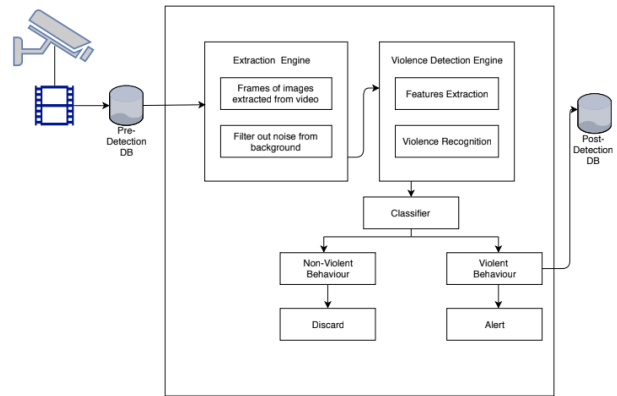 Extraction Engine
Frames of images
extracted from video
Filter out noise from
background
Violence Detection Engine
Features Extraction
Violence Recognition
Pre-
Detection
DB
Post-
Detection
DB
Classifier
Non-Violent
Behaviour
Violent
Behaviour
Discard
Alert